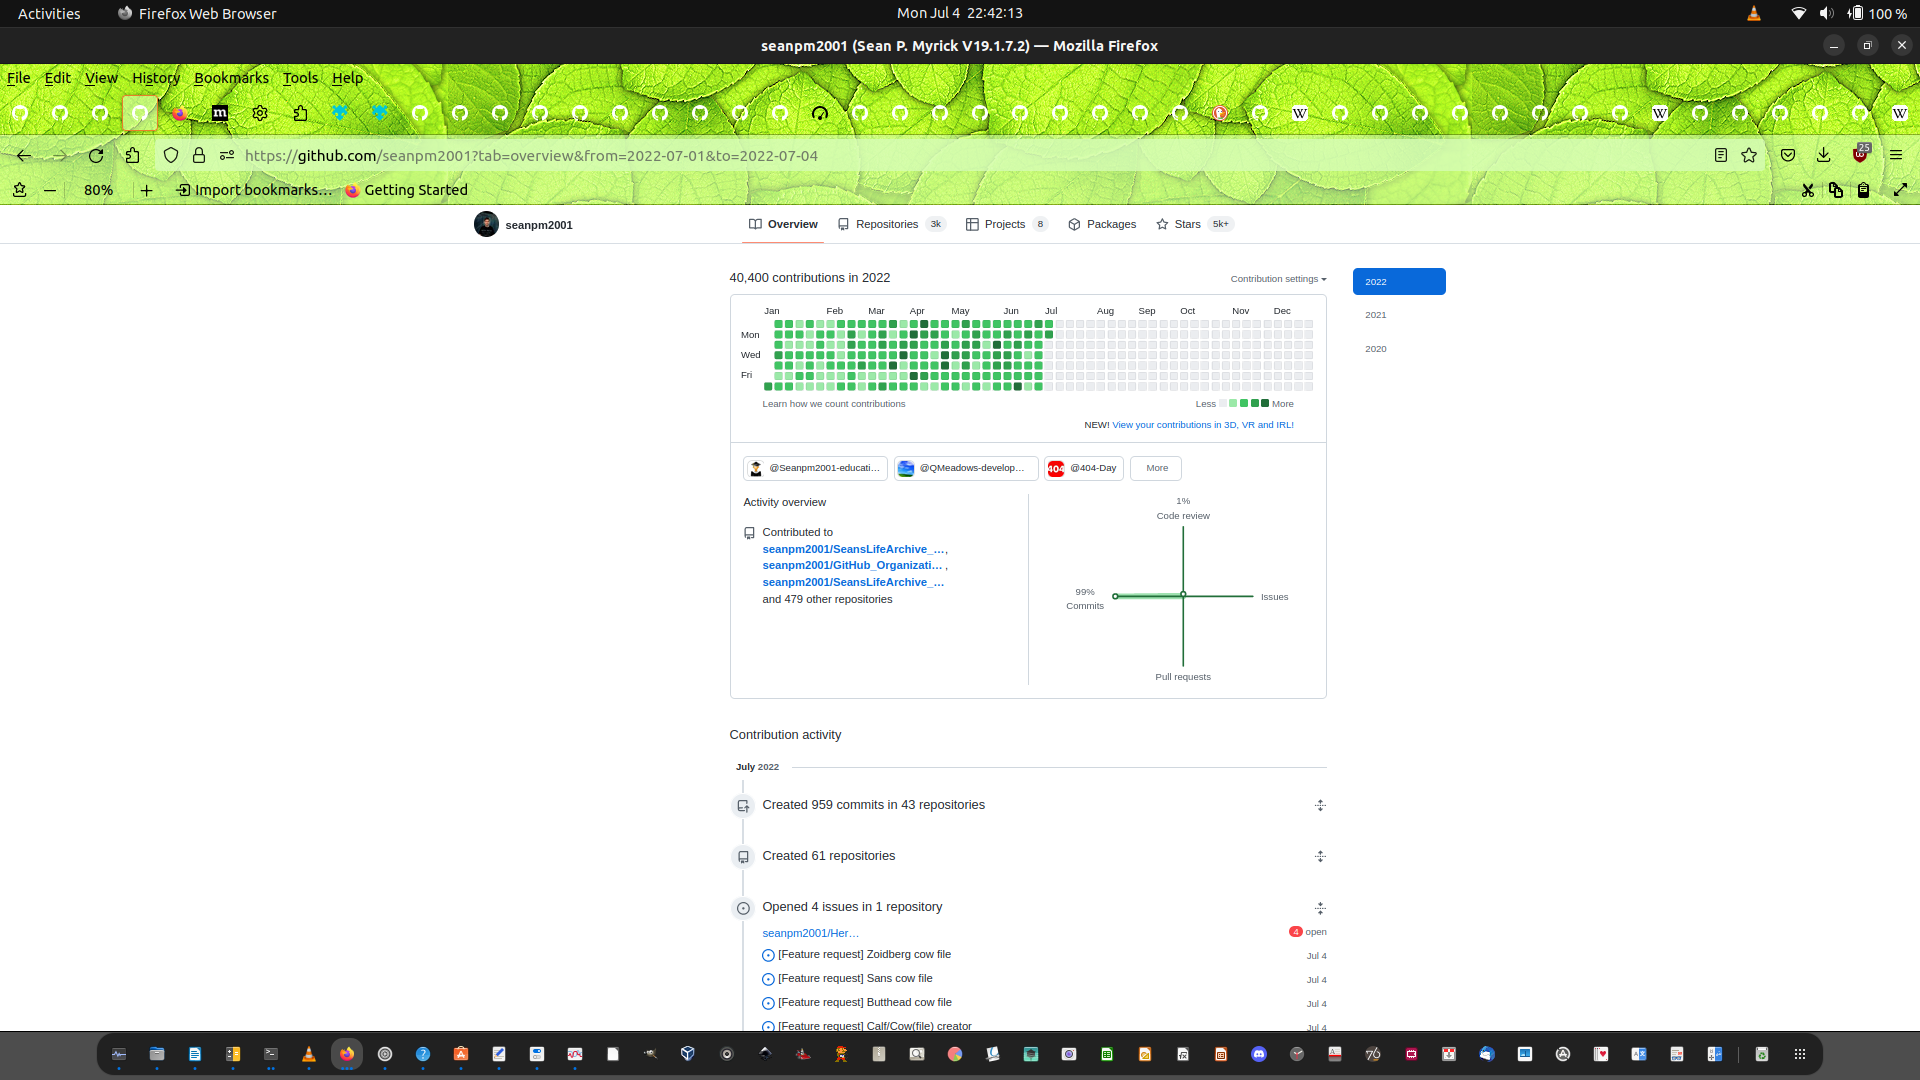 Activities
Firefox Web Browser
Mon Jul 4 22:42:13
100 %
seanpm2001 (Sean P. Myrick V19.1.7.2) — Mozilla Firefox
File Edit View History Bookmarks Tools Help
https://github.com/seanpm2001?tab=overview&from=2022-07-01&to=2022-07-04
25
80%
Import bookmarks…
Getting Started
seanpm2001
Overview
Repositories 3k
Projects 8
Packages
Stars 5k+
40,400 contributions in 2022
Contribution settings
2022
2021
2020
Jan Feb Mar Apr May Jun Jul Aug Sep Oct Nov Dec
Mon
Wed
Fri
Learn how we count contributions
Less More
NEW! View your contributions in 3D, VR and IRL!
@Seanpm2001-educati…
@QMeadows-develop…
404 @404-Day
More
Activity overview
Contributed to
seanpm2001/SeansLifeArchive_…,
seanpm2001/GitHub_Organizati… ,
seanpm2001/SeansLifeArchive_…
and 479 other repositories
1%
Code review
99%
Commits
Issues
Pull requests
Contribution activity
July 2022
Created 959 commits in 43 repositories
Created 61 repositories
Opened 4 issues in 1 repository
seanpm2001/Her…
4 open
[Feature request] Zoidberg cow file
Jul 4
[Feature request] Sans cow file
Jul 4
[Feature request] Butthead cow file
Jul 4
[Feature request] Calf/Cow(file) creator
Jul 4